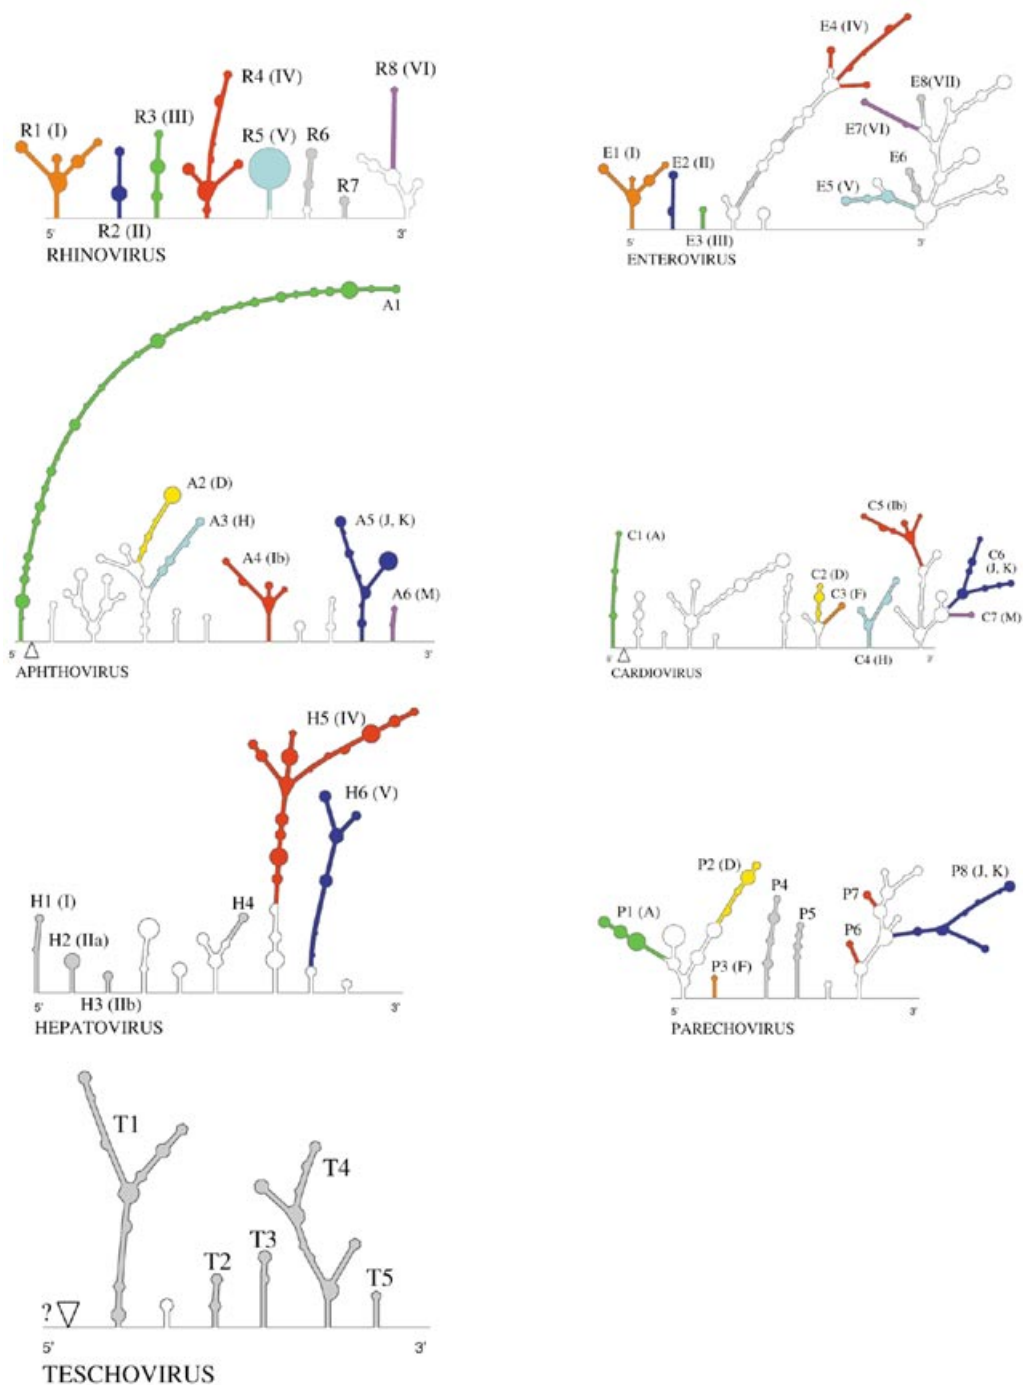 R1 (I)
R2 (II)
R3 (III)
R4 (IV)
R5 (V)
R6
R7
R8 (VI)
5'
3'
RHINOVIRUS
E1 (I)
E2 (II)
E3 (III)
E4 (IV)
E5 (V)
E6
E7(VI)
E8(VII)
5'
3'
ENTEROVIRUS
A1
A2 (D)
A3 (H)
A4 (Ib)
A5 (J, K)
A6 (M)
5'
3'
APHTHOVIRUS
C1 (A)
C2 (D)
C3 (F)
C4 (H)
C5 (Ib)
C6
(J, K)
C7 (M)
5'
3'
CARDIOVIRUS
H1 (I)
H2 (IIa)
H3 (IIb)
H4
H5 (IV)
H6 (V)
5'
3'
HEPATOVIRUS
P1 (A)
P2 (D)
P3 (F)
P4
P5
P6
P7
P8 (J, K)
5'
3'
PARECHOVIRUS
T1
T2
T3
T4
T5
?
5'
3'
TESCHOVIRUS